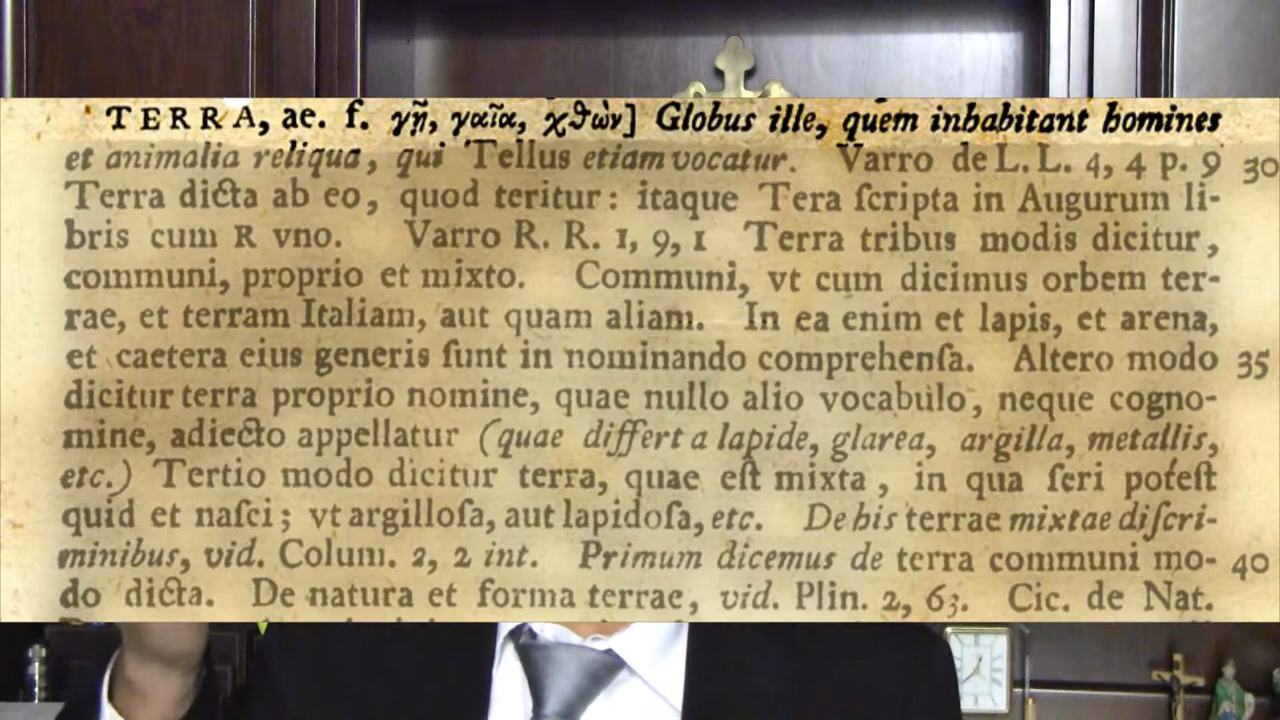 TERRA, ae. f. γῆ, γαῖα, χθὼν] Globus ille, quem inhabitant homines
et animalia reliqua, qui Tellus etiam vocatur. Varro de L. L. 4, 4 p. 9 30
Terra dicta ab eo, quod teritur: itaque Tera ſcripta in Augurum li-
bris cum R vno. Varro R. R. 1, 9, 1 Terra tribus modis dicitur,
communi, proprio et mixto. Communi, vt cum dicimus orbem ter-
rae, et terram Italiam, aut quam aliam. In ea enim et lapis, et arena,
et caetera eius generis ſunt in nominando comprehenſa. Altero modo 35
dicitur terra proprio nomine, quae nullo alio vocabulo, neque cogno-
mine, adiecto appellatur (quae differt a lapide, glarea, argilla, metallis,
etc.) Tertio modo dicitur terra, quae eſt mixta, in qua ſeri poteſt
quid et naſci; vt argilloſa, aut lapidoſa, etc. De his terrae mixtae diſcri-
minibus, vid. Colum. 2, 2 int. Primum dicemus de terra communi mo- 40
do dicta. De natura et forma terrae, vid. Plin. 2, 63. Cic. de Nat.